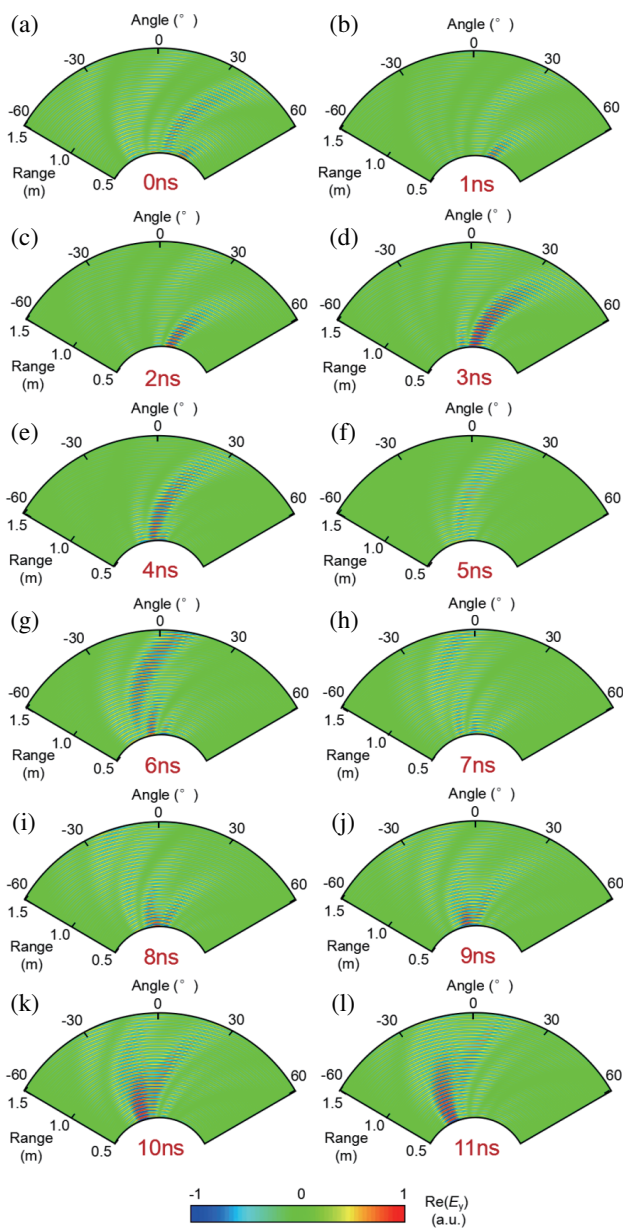 (a) Angle (°) (b) Angle (°)
0 0
-30 30 -30 30
-60 60 -60 60
1.5 1.5
Range 1.0 Range 1.0
(m) 0.5 0ns (m) 0.5 1ns
(c) Angle (°) (d) Angle (°)
0 0
-30 30 -30 30
-60 60 -60 60
1.5 1.5
Range 1.0 Range 1.0
(m) 0.5 2ns (m) 0.5 3ns
(e) Angle (°) (f) Angle (°)
0 0
-30 30 -30 30
-60 60 -60 60
1.5 1.5
Range 1.0 Range 1.0
(m) 0.5 4ns (m) 0.5 5ns
(g) Angle (°) (h) Angle (°)
0 0
-30 30 -30 30
-60 60 -60 60
1.5 1.5
Range 1.0 Range 1.0
(m) 0.5 6ns (m) 0.5 7ns
(i) Angle (°) (j) Angle (°)
0 0
-30 30 -30 30
-60 60 -60 60
1.5 1.5
Range 1.0 Range 1.0
(m) 0.5 8ns (m) 0.5 9ns
(k) Angle (°) (l) Angle (°)
0 0
-30 30 -30 30
-60 60 -60 60
1.5 1.5
Range 1.0 Range 1.0
(m) 0.5 10ns (m) 0.5 11ns
-1 0 1 Re(Ey)
(a.u.)